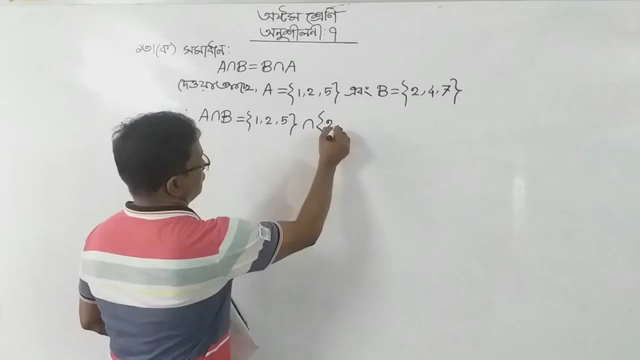 অষ্টম শ্রেণি
অনুশীলনী: ৭
১৩(ক) সমাধান:
A∩B = B∩A
দেওয়া আছে, A = {1, 2, 5} এবং B = {2, 4, 7}
A∩B = {1, 2, 5} ∩ {2